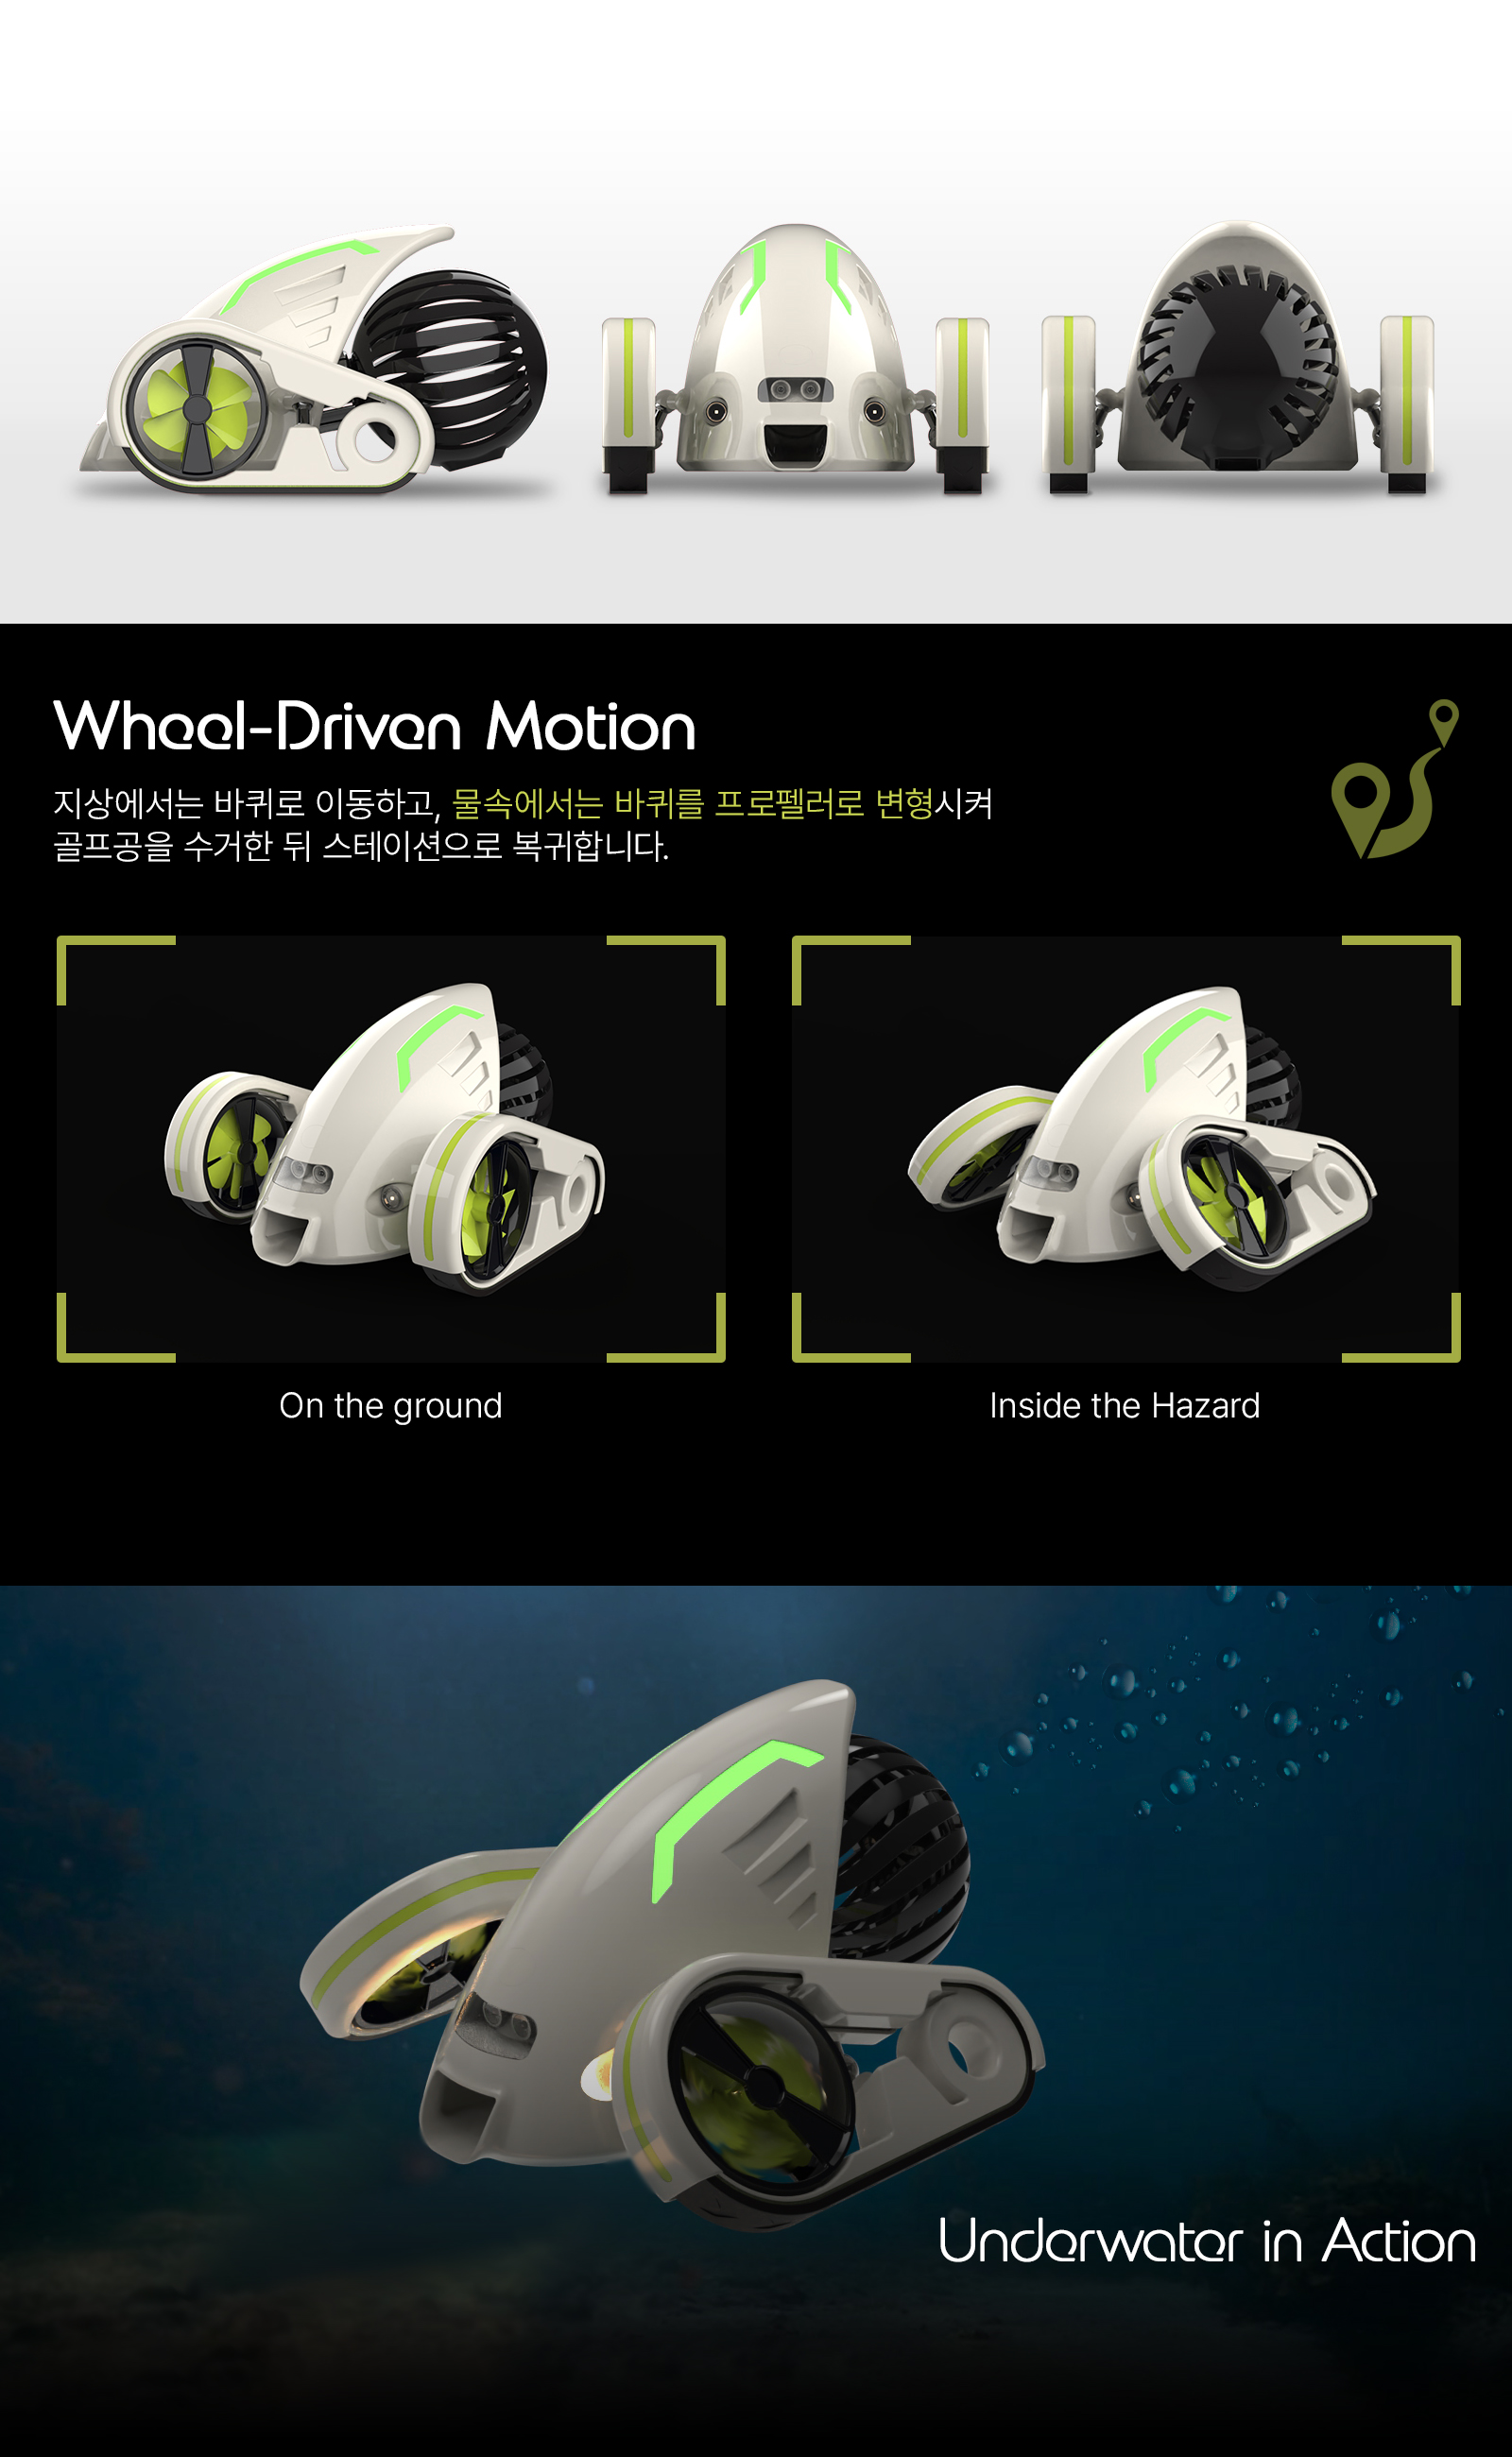 Wheel-Driven Motion
지상에서는 바퀴로 이동하고, 물속에서는 바퀴를 프로펠러로 변형시켜
골프공을 수거한 뒤 스테이션으로 복귀합니다.
On the ground
Inside the Hazard
Underwater in Action